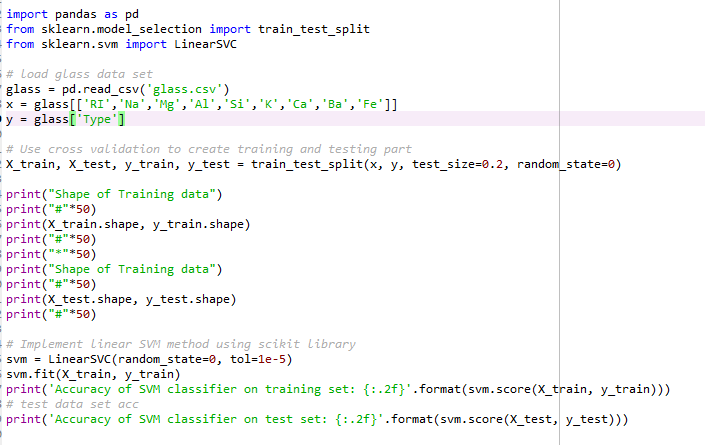 import pandas as pd
from sklearn.model_selection import train_test_split
from sklearn.svm import LinearSVC
# load glass data set
glass = pd.read_csv('glass.csv')
x = glass[['RI','Na','Mg','Al','Si','K','Ca','Ba','Fe']]
y = glass['Type']
# Use cross validation to create training and testing part
X_train, X_test, y_train, y_test = train_test_split(x, y, test_size=0.2, random_state=0)
print("Shape of Training data")
print("#"*50)
print(X_train.shape, y_train.shape)
print("#"*50)
print("*"*50)
print("Shape of Training data")
print("#"*50)
print(X_test.shape, y_test.shape)
print("#"*50)
# Implement linear SVM method using scikit library
svm = LinearSVC(random_state=0, tol=1e-5)
svm.fit(X_train, y_train)
print('Accuracy of SVM classifier on training set: {:.2f}'.format(svm.score(X_train, y_train)))
# test data set acc
print('Accuracy of SVM classifier on test set: {:.2f}'.format(svm.score(X_test, y_test)))